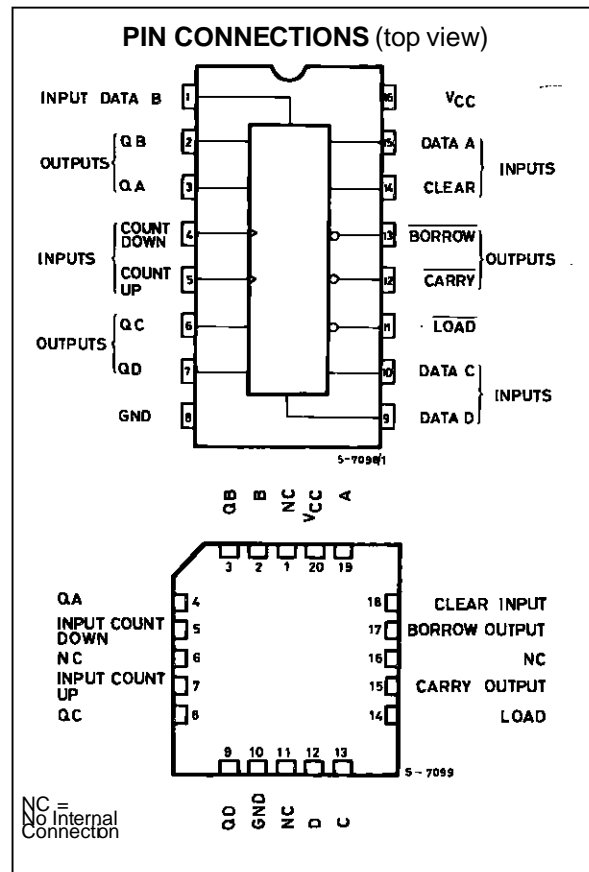 PIN CONNECTIONS (top view)
INPUT DATA B 1 16 VCC
OUTPUTS QB 2 15 DATA A INPUTS
QA 3 14 CLEAR
INPUTS COUNT DOWN 4 13 BORROW OUTPUTS
COUNT UP 5 12 CARRY
OUTPUTS QC 6 11 LOAD
QD 7 10 DATA C INPUTS
GND 8 9 DATA D
S-7098/1
QB B NC VCC A
3 2 1 20 19
QA 4 18 CLEAR INPUT
INPUT COUNT DOWN 5 17 BORROW OUTPUT
NC 6 16 NC
INPUT COUNT UP 7 15 CARRY OUTPUT
QC 8 14 LOAD
9 10 11 12 13
S-7099
QD GND NC D C
NC =
No Internal
Connection